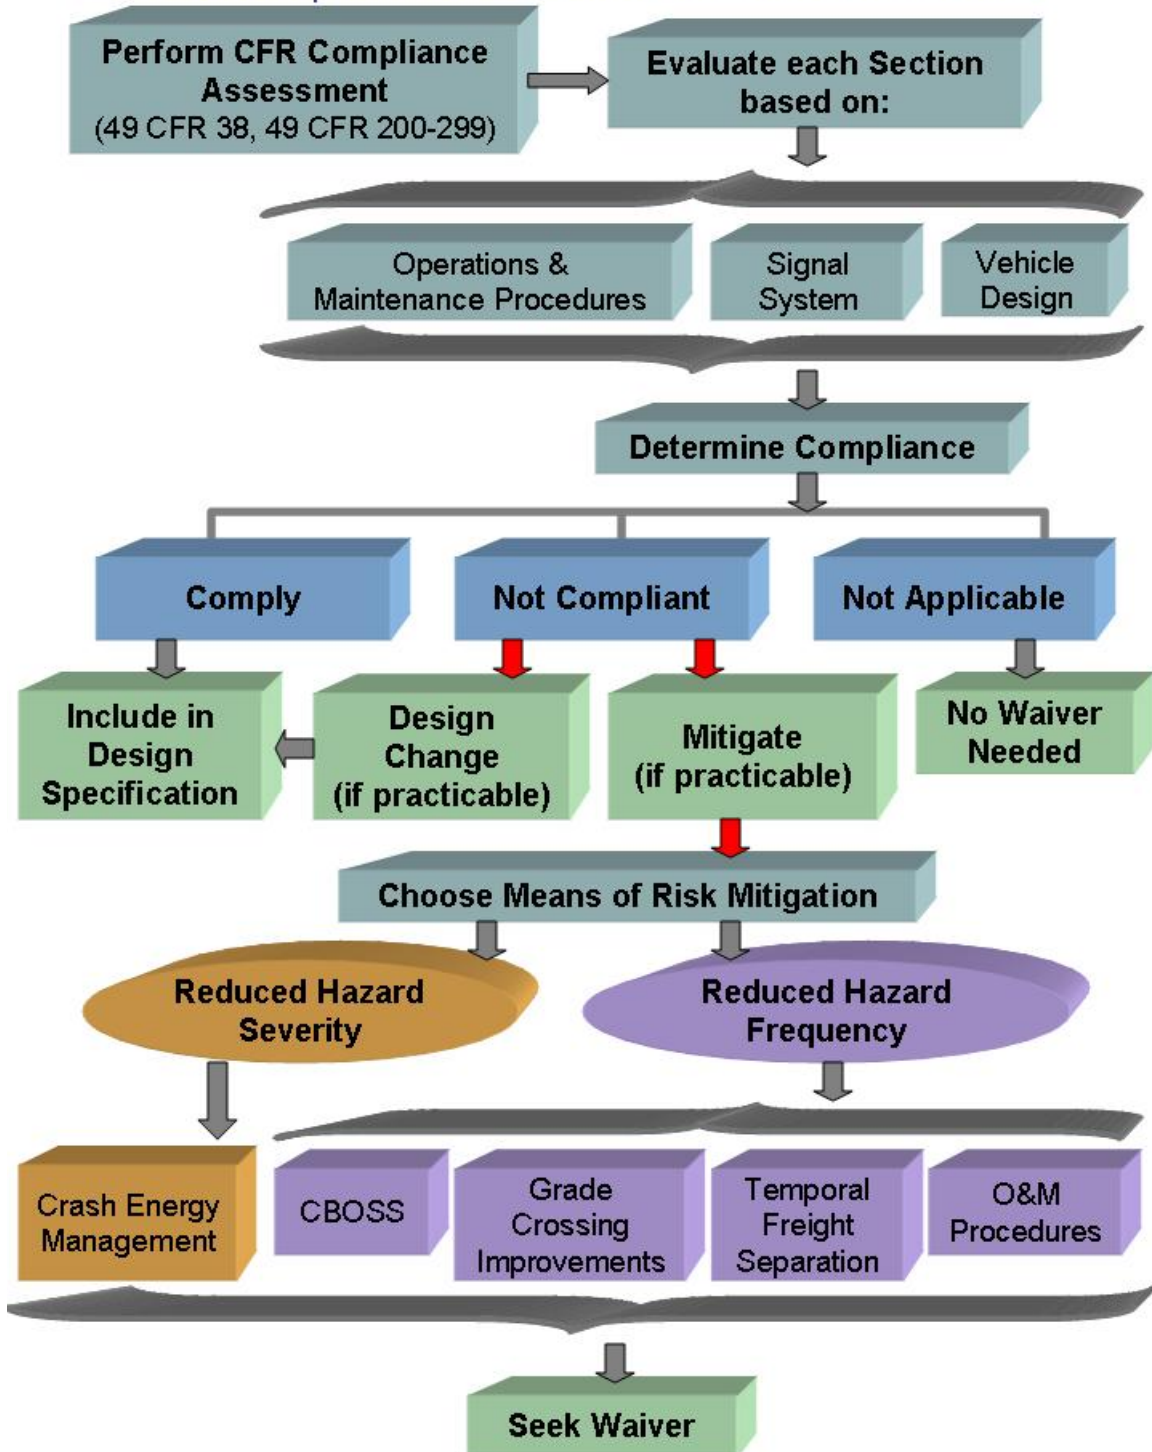 Perform CFR Compliance
Assessment
(49 CFR 38, 49 CFR 200-299)
Evaluate each Section
based on:
Operations &
Maintenance Procedures
Signal
System
Vehicle
Design
Determine Compliance
Comply
Not Compliant
Not Applicable
Include in
Design
Specification
Design
Change
(if practicable)
Mitigate
(if practicable)
No Waiver
Needed
Choose Means of Risk Mitigation
Reduced Hazard
Severity
Reduced Hazard
Frequency
Crash Energy
Management
CBOSS
Grade
Crossing
Improvements
Temporal
Freight
Separation
O&M
Procedures
Seek Waiver